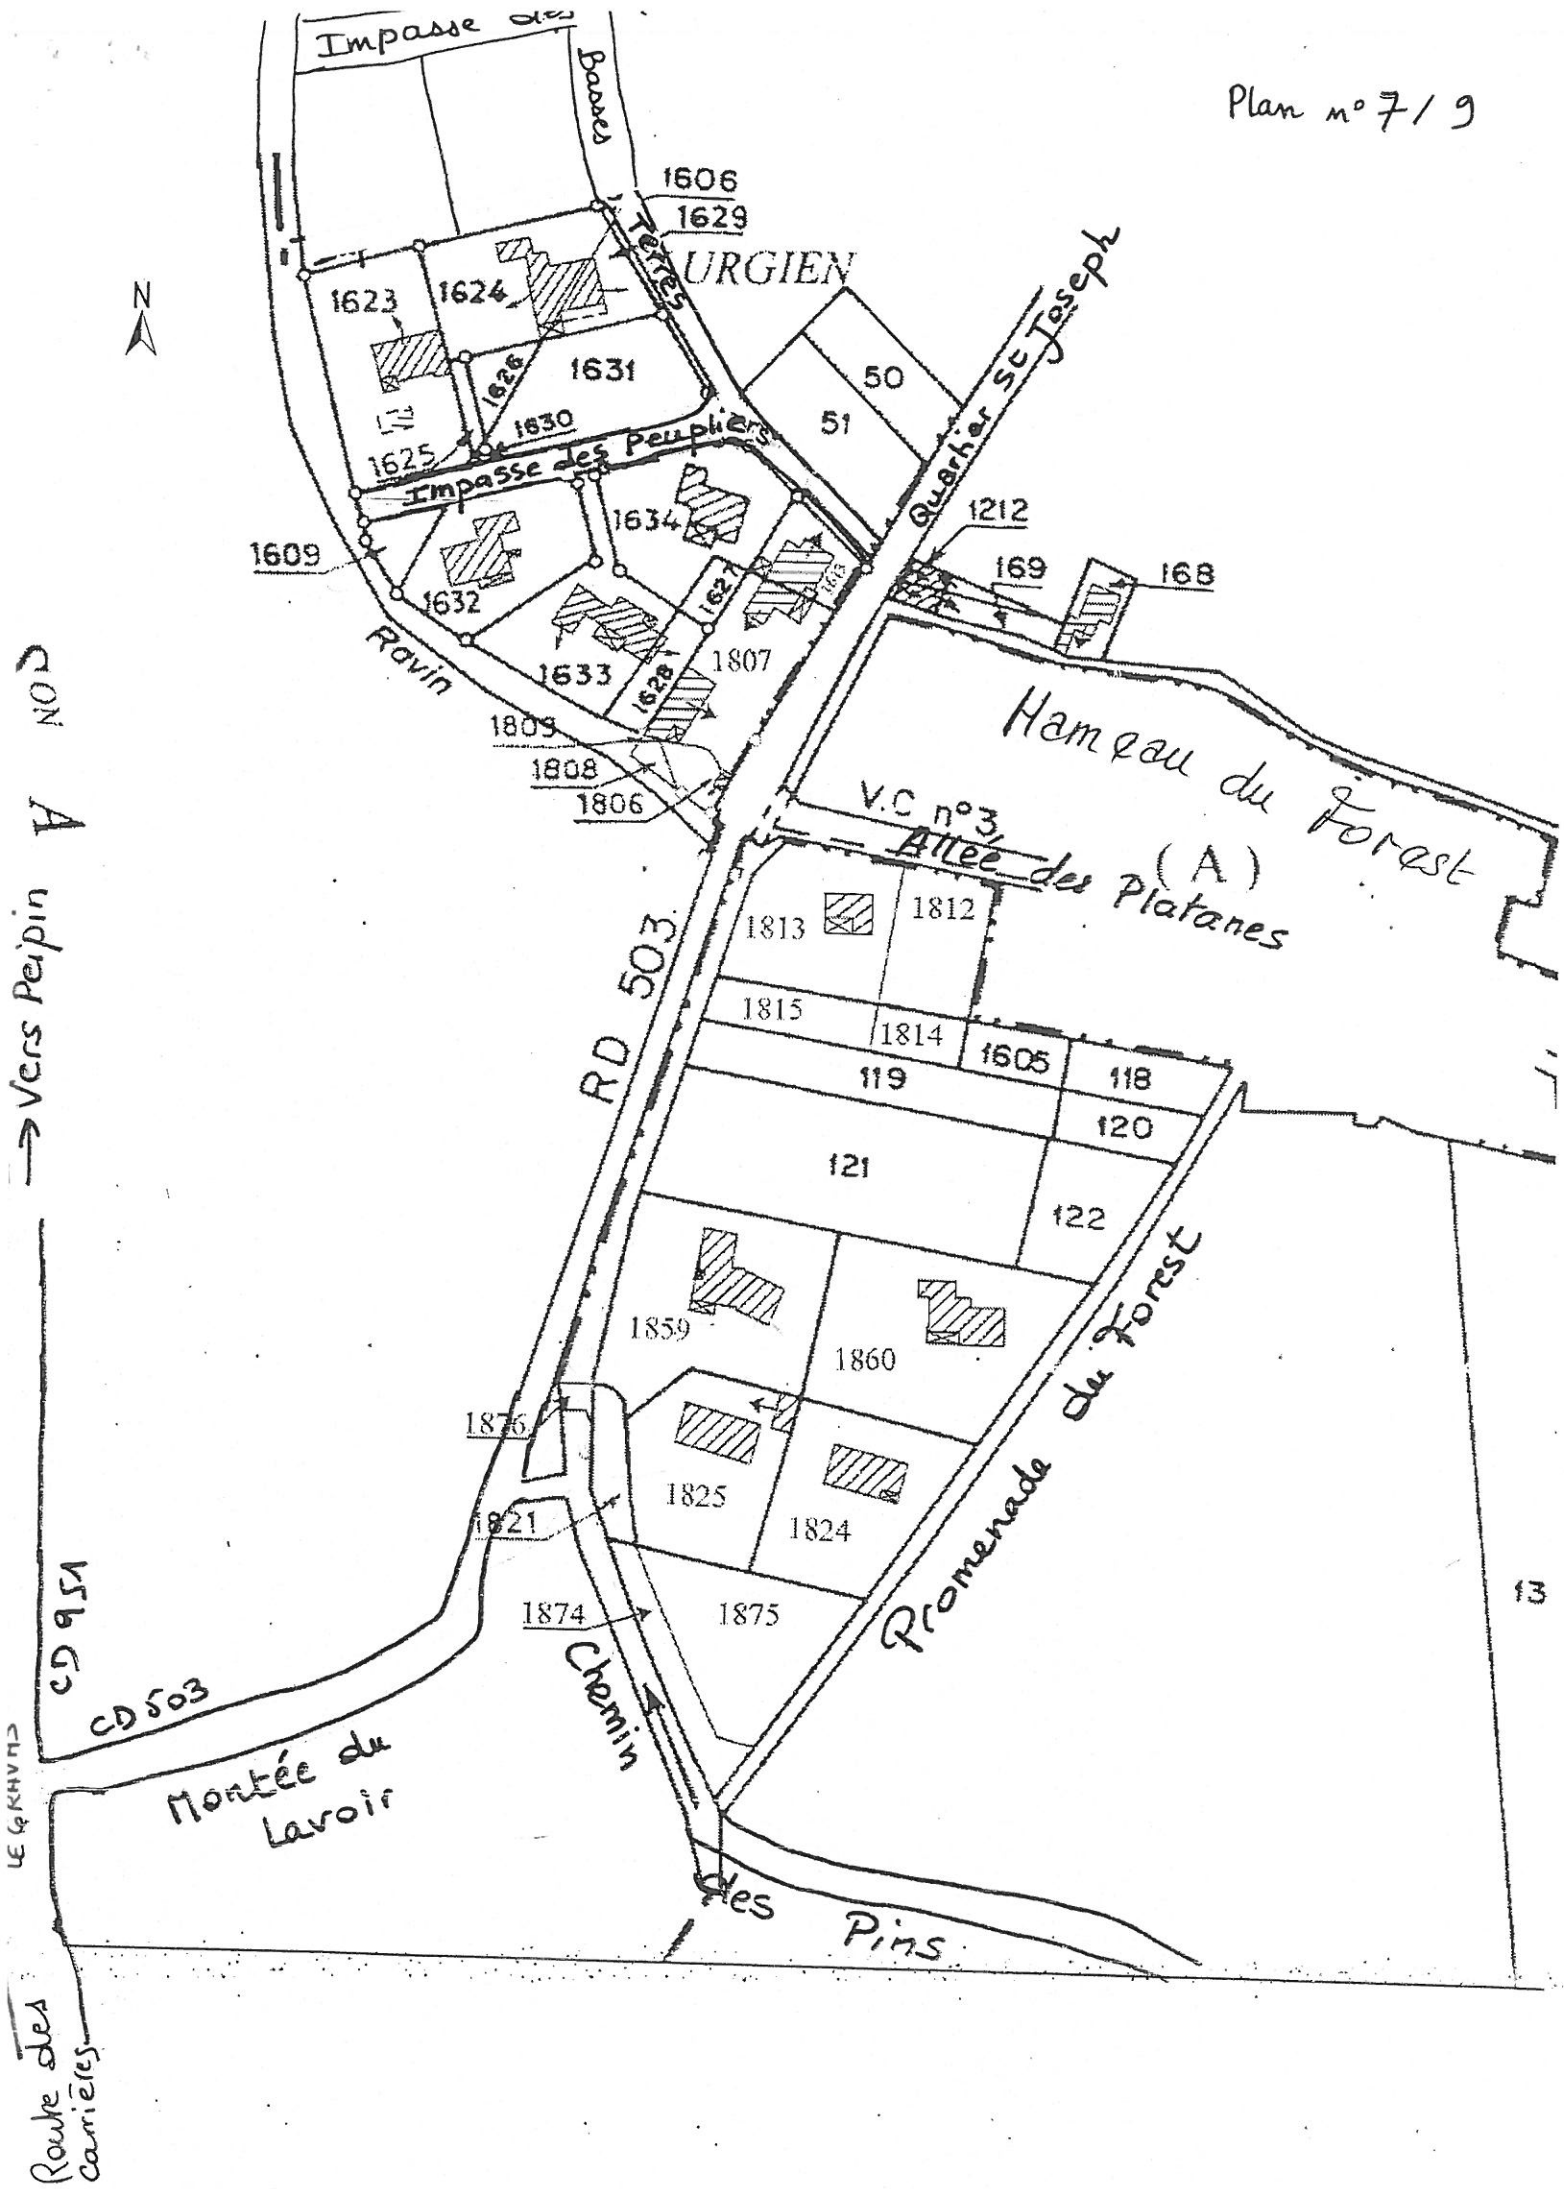 Impasse des
Basses
Terres
Plan n° 7 / 9
1606
1629
URGIEN
N
1623
1624
1626
1631
1630
1625
Impasse des Peupliers
50
51
Quartier St Joseph
1212
169
168
1609
1634
1632
1627
1633
1628
1807
Ravin
1809
1808
1806
Hameau du Forest
V.C n°3
Allée des Platanes
(A)
1813
1812
1815
1814
1605
118
119
120
121
122
RD 503
→ Vers Peipin
A
1859
1860
1876
1825
1824
1821
1874
1875
Promenade du Forest
13
CD 951
CD 503
Montée du
Lavoir
Chemin
des
Pins
Route des
Carrières